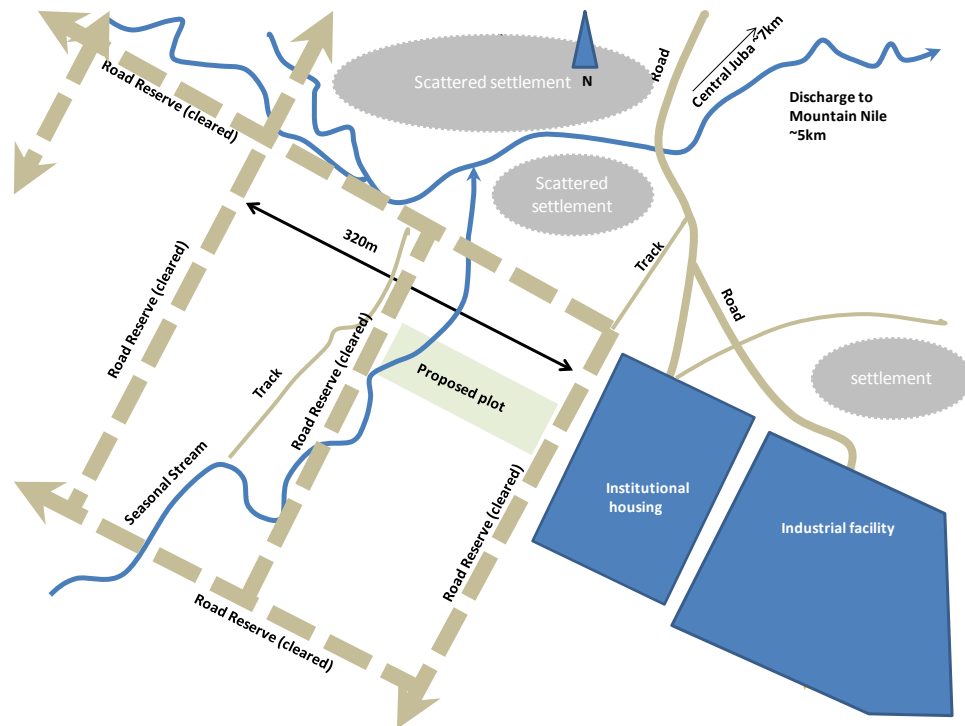 Road Reserve (cleared)
Scattered settlement
N
Road
Central Juba ~7km
Discharge to
Mountain Nile
~5km
Scattered
settlement
320m
Track
Road
Road Reserve (cleared)
Track
Road Reserve (cleared)
Proposed plot
settlement
Seasonal Stream
Road Reserve (cleared)
Institutional
housing
Industrial facility
Road Reserve (cleared)